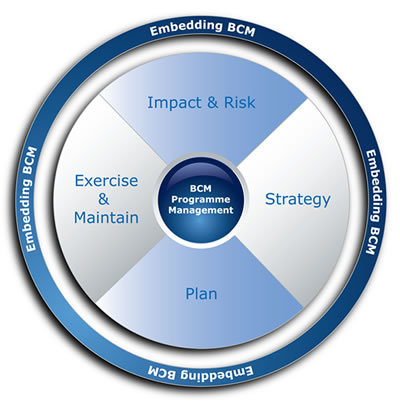 Embedding BCM
Impact & Risk
Embedding BCM
Exercise
&
Maintain
BCM
Programme
Management
Strategy
Embedding BCM
Plan
Embedding BCM